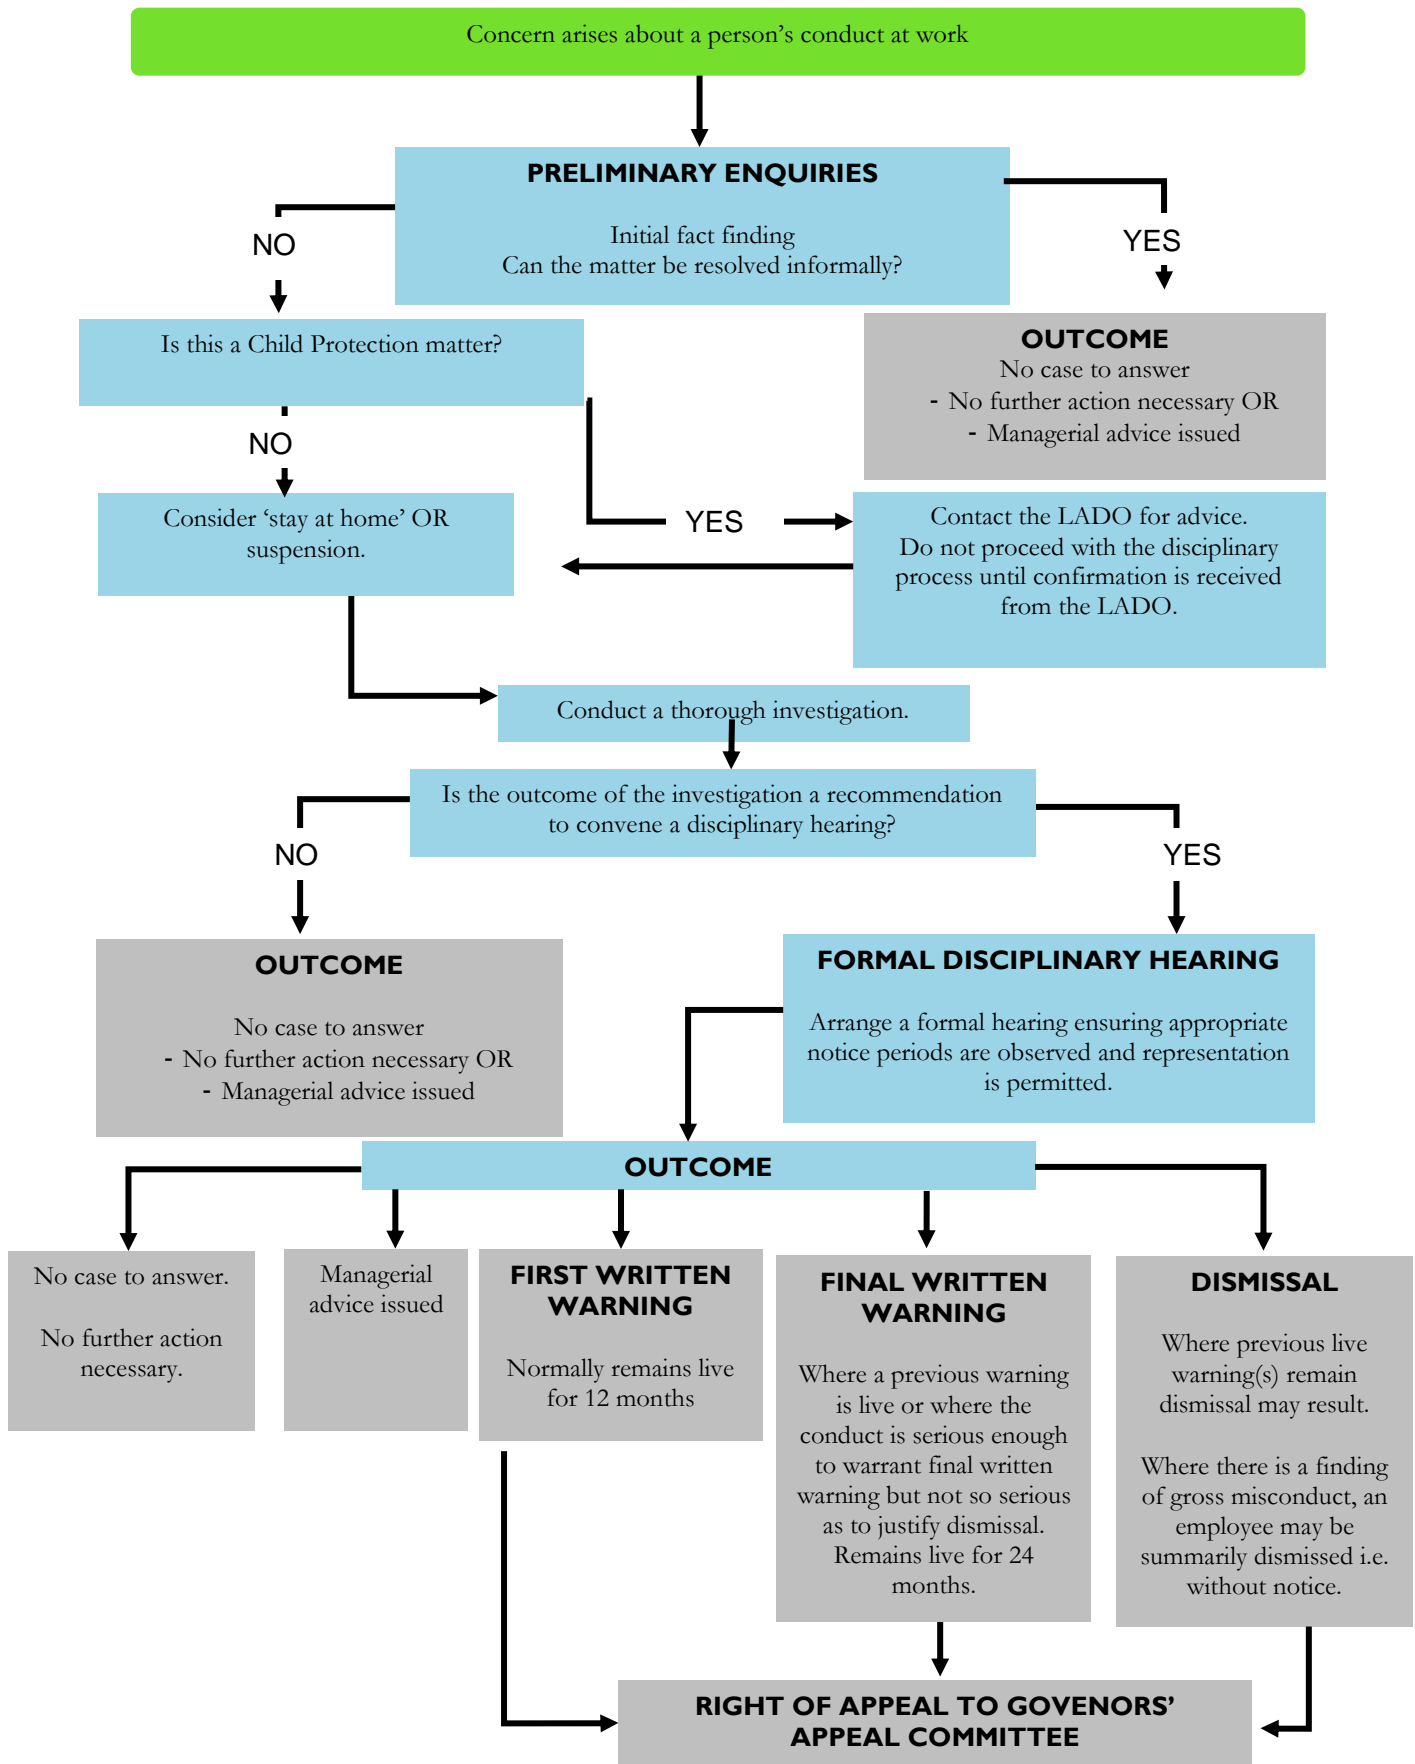 Concern arises about a person’s conduct at work
PRELIMINARY ENQUIRIES
Initial fact finding
Can the matter be resolved informally?
NO
YES
Is this a Child Protection matter?
OUTCOME
No case to answer
- No further action necessary OR
- Managerial advice issued
NO
YES
Consider ‘stay at home’ OR
suspension.
Contact the LADO for advice.
Do not proceed with the disciplinary
process until confirmation is received
from the LADO.
Conduct a thorough investigation.
Is the outcome of the investigation a recommendation
to convene a disciplinary hearing?
NO
YES
OUTCOME
No case to answer
- No further action necessary OR
- Managerial advice issued
FORMAL DISCIPLINARY HEARING
Arrange a formal hearing ensuring appropriate
notice periods are observed and representation
is permitted.
OUTCOME
No case to answer.
No further action
necessary.
Managerial
advice issued
FIRST WRITTEN
WARNING
Normally remains live
for 12 months
FINAL WRITTEN
WARNING
Where a previous warning
is live or where the
conduct is serious enough
to warrant final written
warning but not so serious
as to justify dismissal.
Remains live for 24
months.
DISMISSAL
Where previous live
warning(s) remain
dismissal may result.
Where there is a finding
of gross misconduct, an
employee may be
summarily dismissed i.e.
without notice.
RIGHT OF APPEAL TO GOVENORS’
APPEAL COMMITTEE